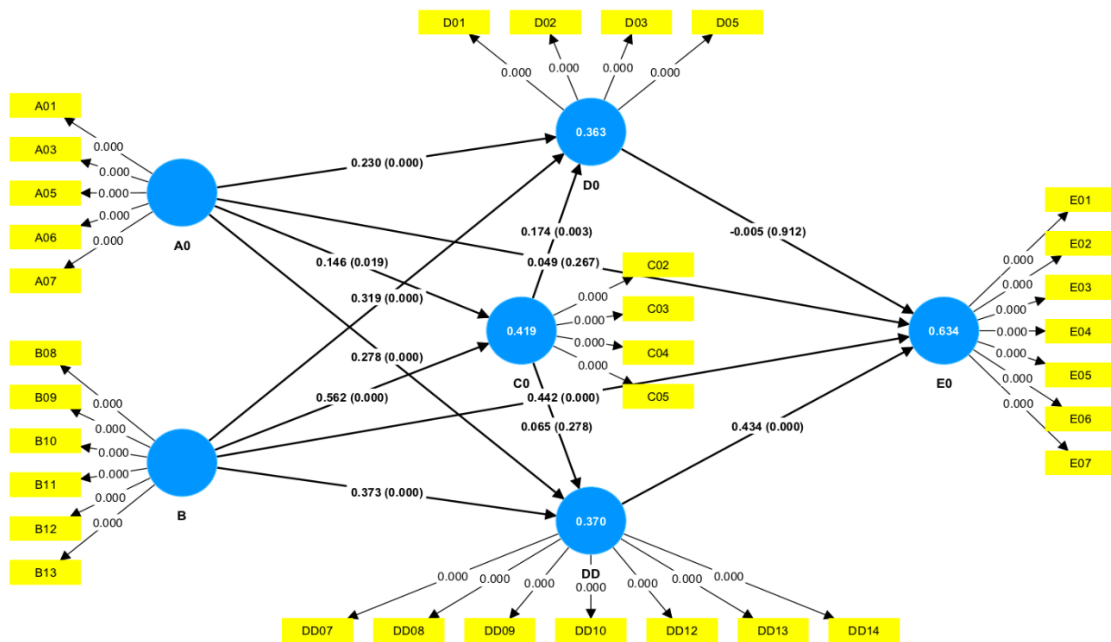 D01
D02
D03
D05
0.000
0.000
0.000
0.000
0.363
D0
A01
A03
A05
A06
A07
0.000
0.000
0.000
0.000
0.000
A0
0.230 (0.000)
0.146 (0.019)
0.319 (0.000)
0.278 (0.000)
0.562 (0.000)
0.373 (0.000)
0.174 (0.003)
0.049 (0.267)
-0.005 (0.912)
0.442 (0.000)
0.065 (0.278)
0.434 (0.000)
0.419
C0
0.000
0.000
0.000
0.000
C02
C03
C04
C05
B08
B09
B10
B11
B12
B13
0.000
0.000
0.000
0.000
0.000
0.000
B
0.634
E0
0.000
0.000
0.000
0.000
0.000
0.000
0.000
E01
E02
E03
E04
E05
E06
E07
0.370
DD
0.000
0.000
0.000
0.000
0.000
0.000
0.000
DD07
DD08
DD09
DD10
DD12
DD13
DD14